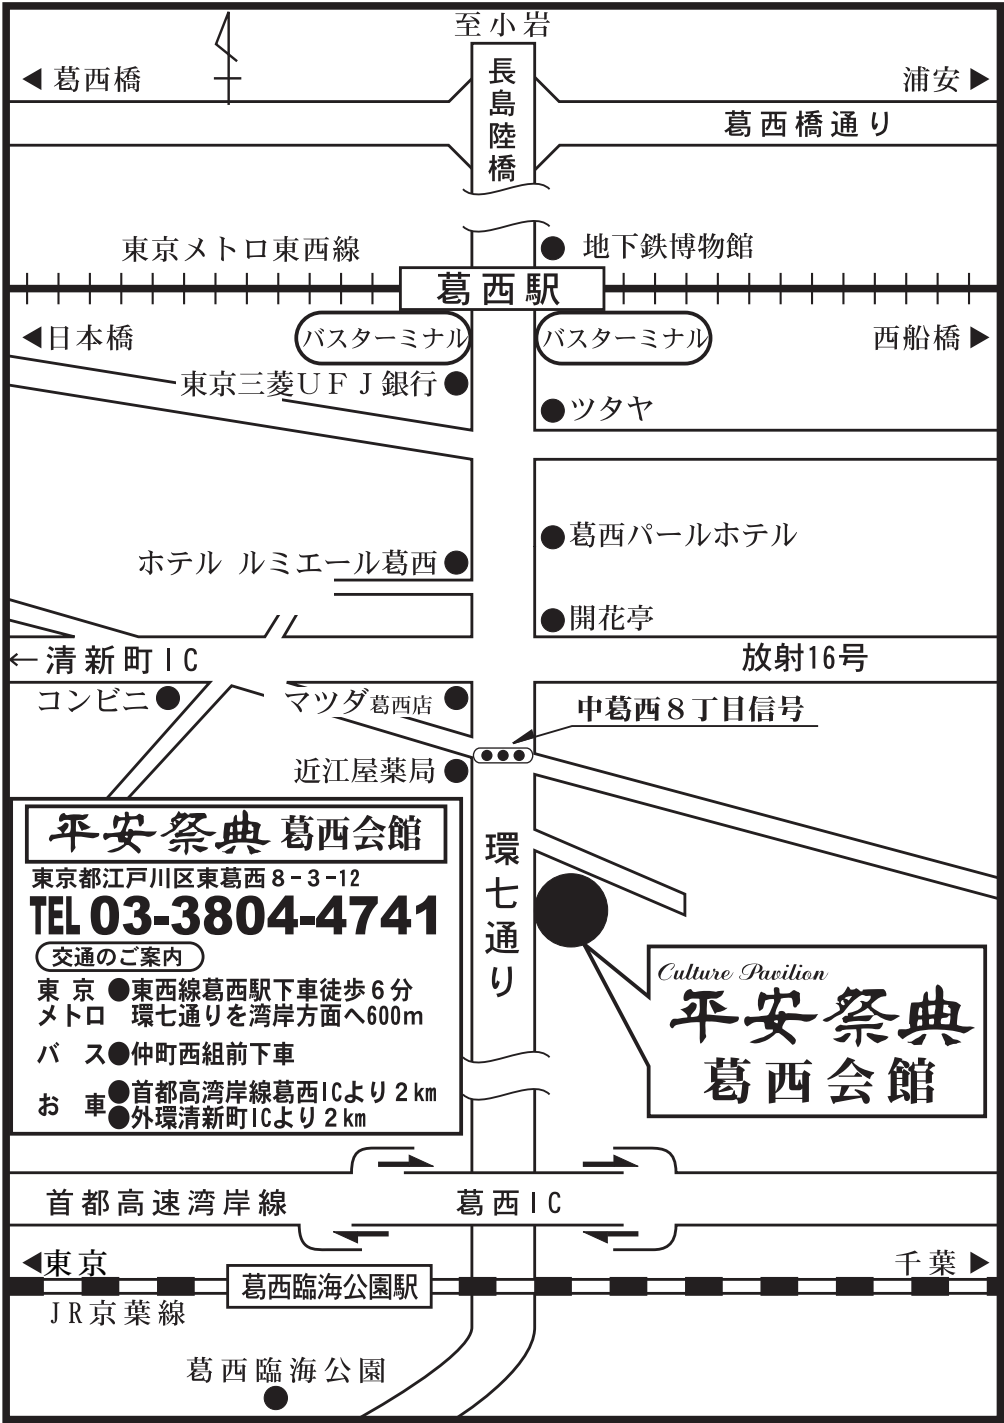 至小岩
◀葛西橋
長島陸橋
浦安▶
葛西橋通り
東京メトロ東西線
地下鉄博物館
葛西駅
◀日本橋
バスターミナル
バスターミナル
西船橋▶
東京三菱UFJ銀行●
●ツタヤ
●葛西パールホテル
ホテル ルミエール葛西●
●開花亭
←清新町IC
放射16号
コンビニ●
マツダ葛西店●
中葛西8丁目信号
近江屋薬局●
環七通り
平安祭典 葛西会館
東京都江戸川区東葛西8-3-12
TEL 03-3804-4741
交通のご案内
東京 ●東西線葛西駅下車徒歩6分
メトロ 環七通りを湾岸方面へ600m
バス●仲町西組前下車
お車●首都高湾岸線葛西ICより2km
●外環清新町ICより2km
Culture Pavilion
平安祭典
葛西会館
首都高速湾岸線
葛西IC
◀東京
千葉▶
葛西臨海公園駅
JR京葉線
葛西臨海公園